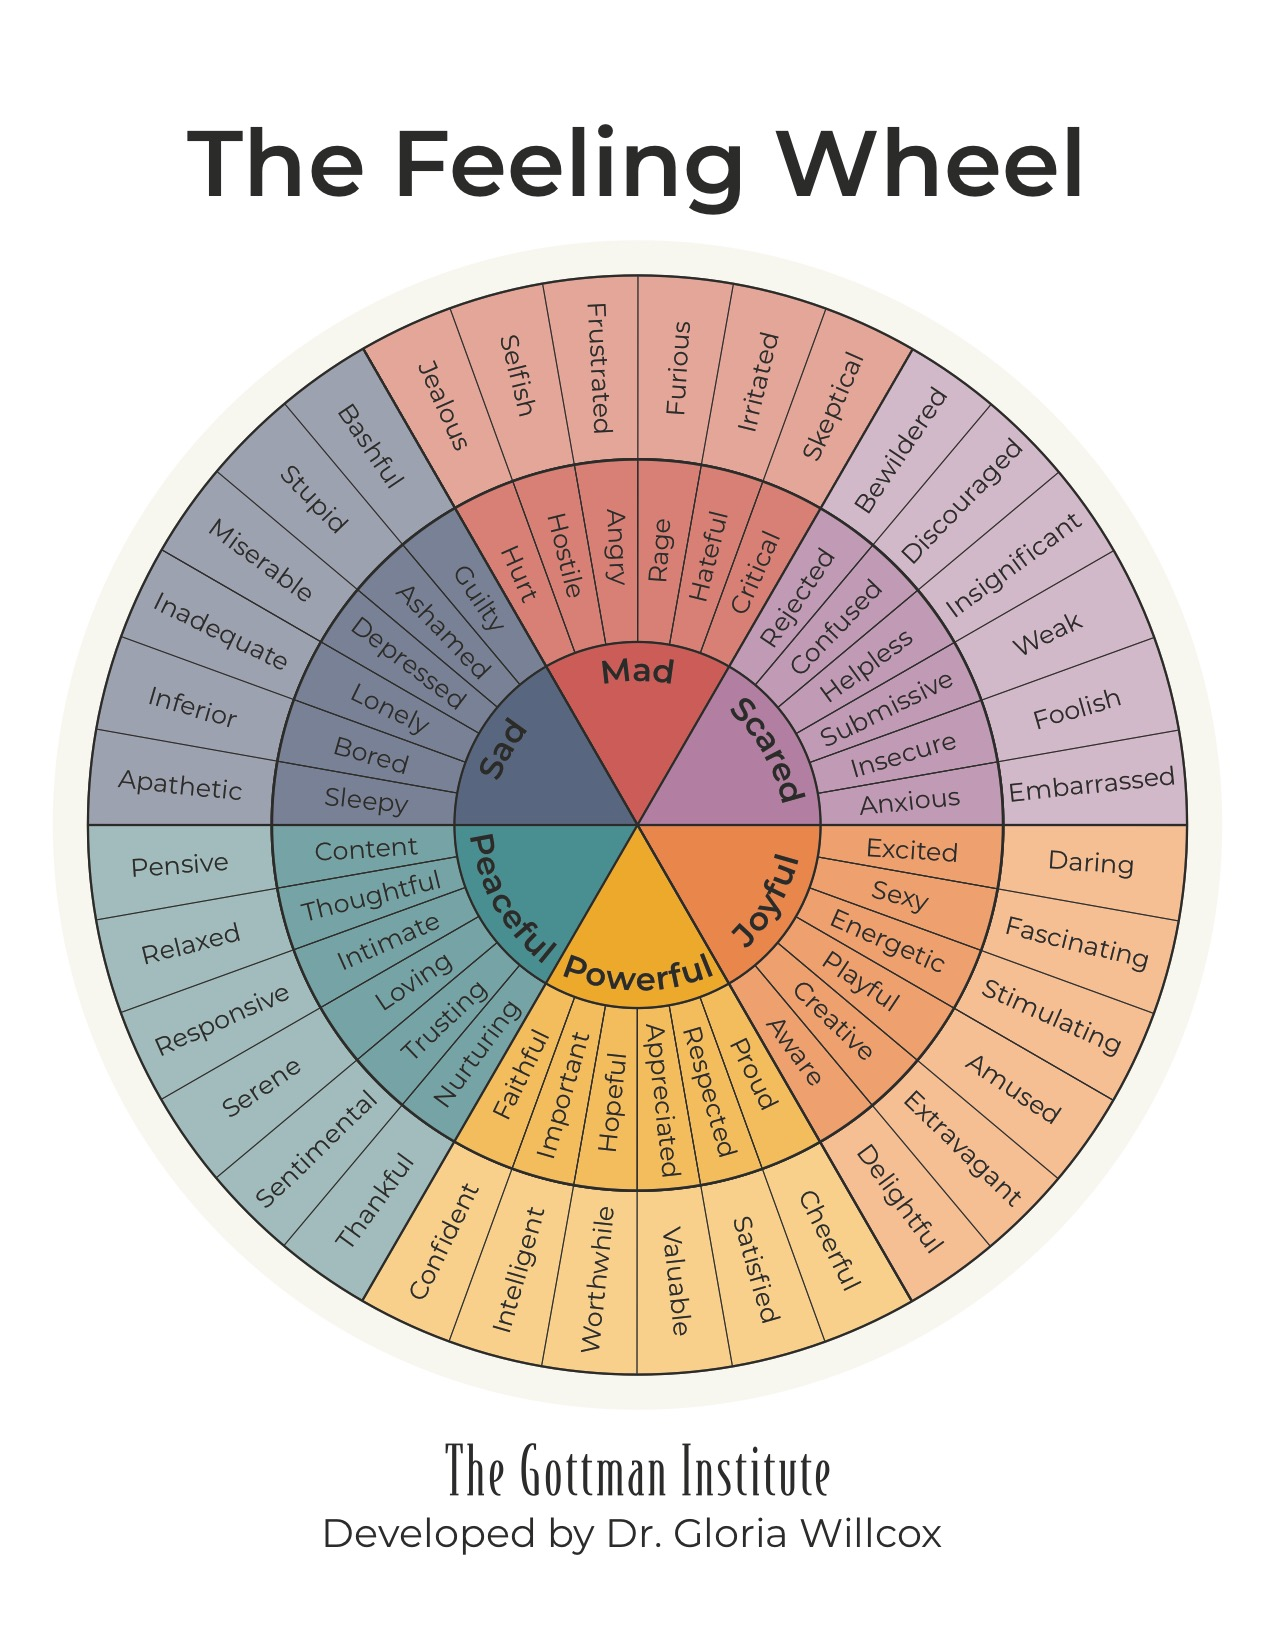 The Feeling Wheel
Mad
Scared
Joyful
Powerful
Peaceful
Sad
Hurt
Hostile
Angry
Rage
Hateful
Critical
Rejected
Confused
Helpless
Submissive
Insecure
Anxious
Excited
Sexy
Energetic
Playful
Creative
Aware
Proud
Respected
Appreciated
Hopeful
Important
Faithful
Nurturing
Trusting
Loving
Intimate
Thoughtful
Content
Sleepy
Bored
Lonely
Depressed
Ashamed
Guilty
Jealous
Selfish
Frustrated
Furious
Irritated
Skeptical
Bewildered
Discouraged
Insignificant
Weak
Foolish
Embarrassed
Daring
Fascinating
Stimulating
Amused
Extravagant
Delightful
Cheerful
Satisfied
Valuable
Worthwhile
Intelligent
Confident
Thankful
Sentimental
Serene
Responsive
Relaxed
Pensive
Apathetic
Inferior
Inadequate
Miserable
Stupid
Bashful
The Gottman Institute
Developed by Dr. Gloria Willcox